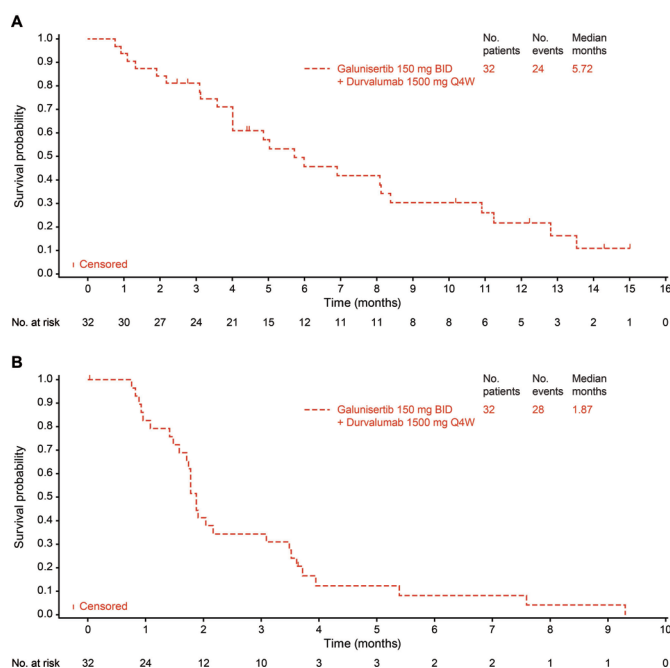 A
No. patients No. events Median months
Galunisertib 150 mg BID + Durvalumab 1500 mg Q4W 32 24 5.72
Survival probability
1.0
0.9
0.8
0.7
0.6
0.5
0.4
0.3
0.2
0.1
0.0
Censored
0 1 2 3 4 5 6 7 8 9 10 11 12 13 14 15 16
Time (months)
No. at risk 32 30 27 24 21 15 12 11 11 8 8 6 5 3 2 1 0
B
No. patients No. events Median months
Galunisertib 150 mg BID + Durvalumab 1500 mg Q4W 32 28 1.87
Survival probability
1.0
0.9
0.8
0.7
0.6
0.5
0.4
0.3
0.2
0.1
0.0
Censored
0 1 2 3 4 5 6 7 8 9 10
Time (months)
No. at risk 32 24 12 10 3 3 2 2 1 1 0